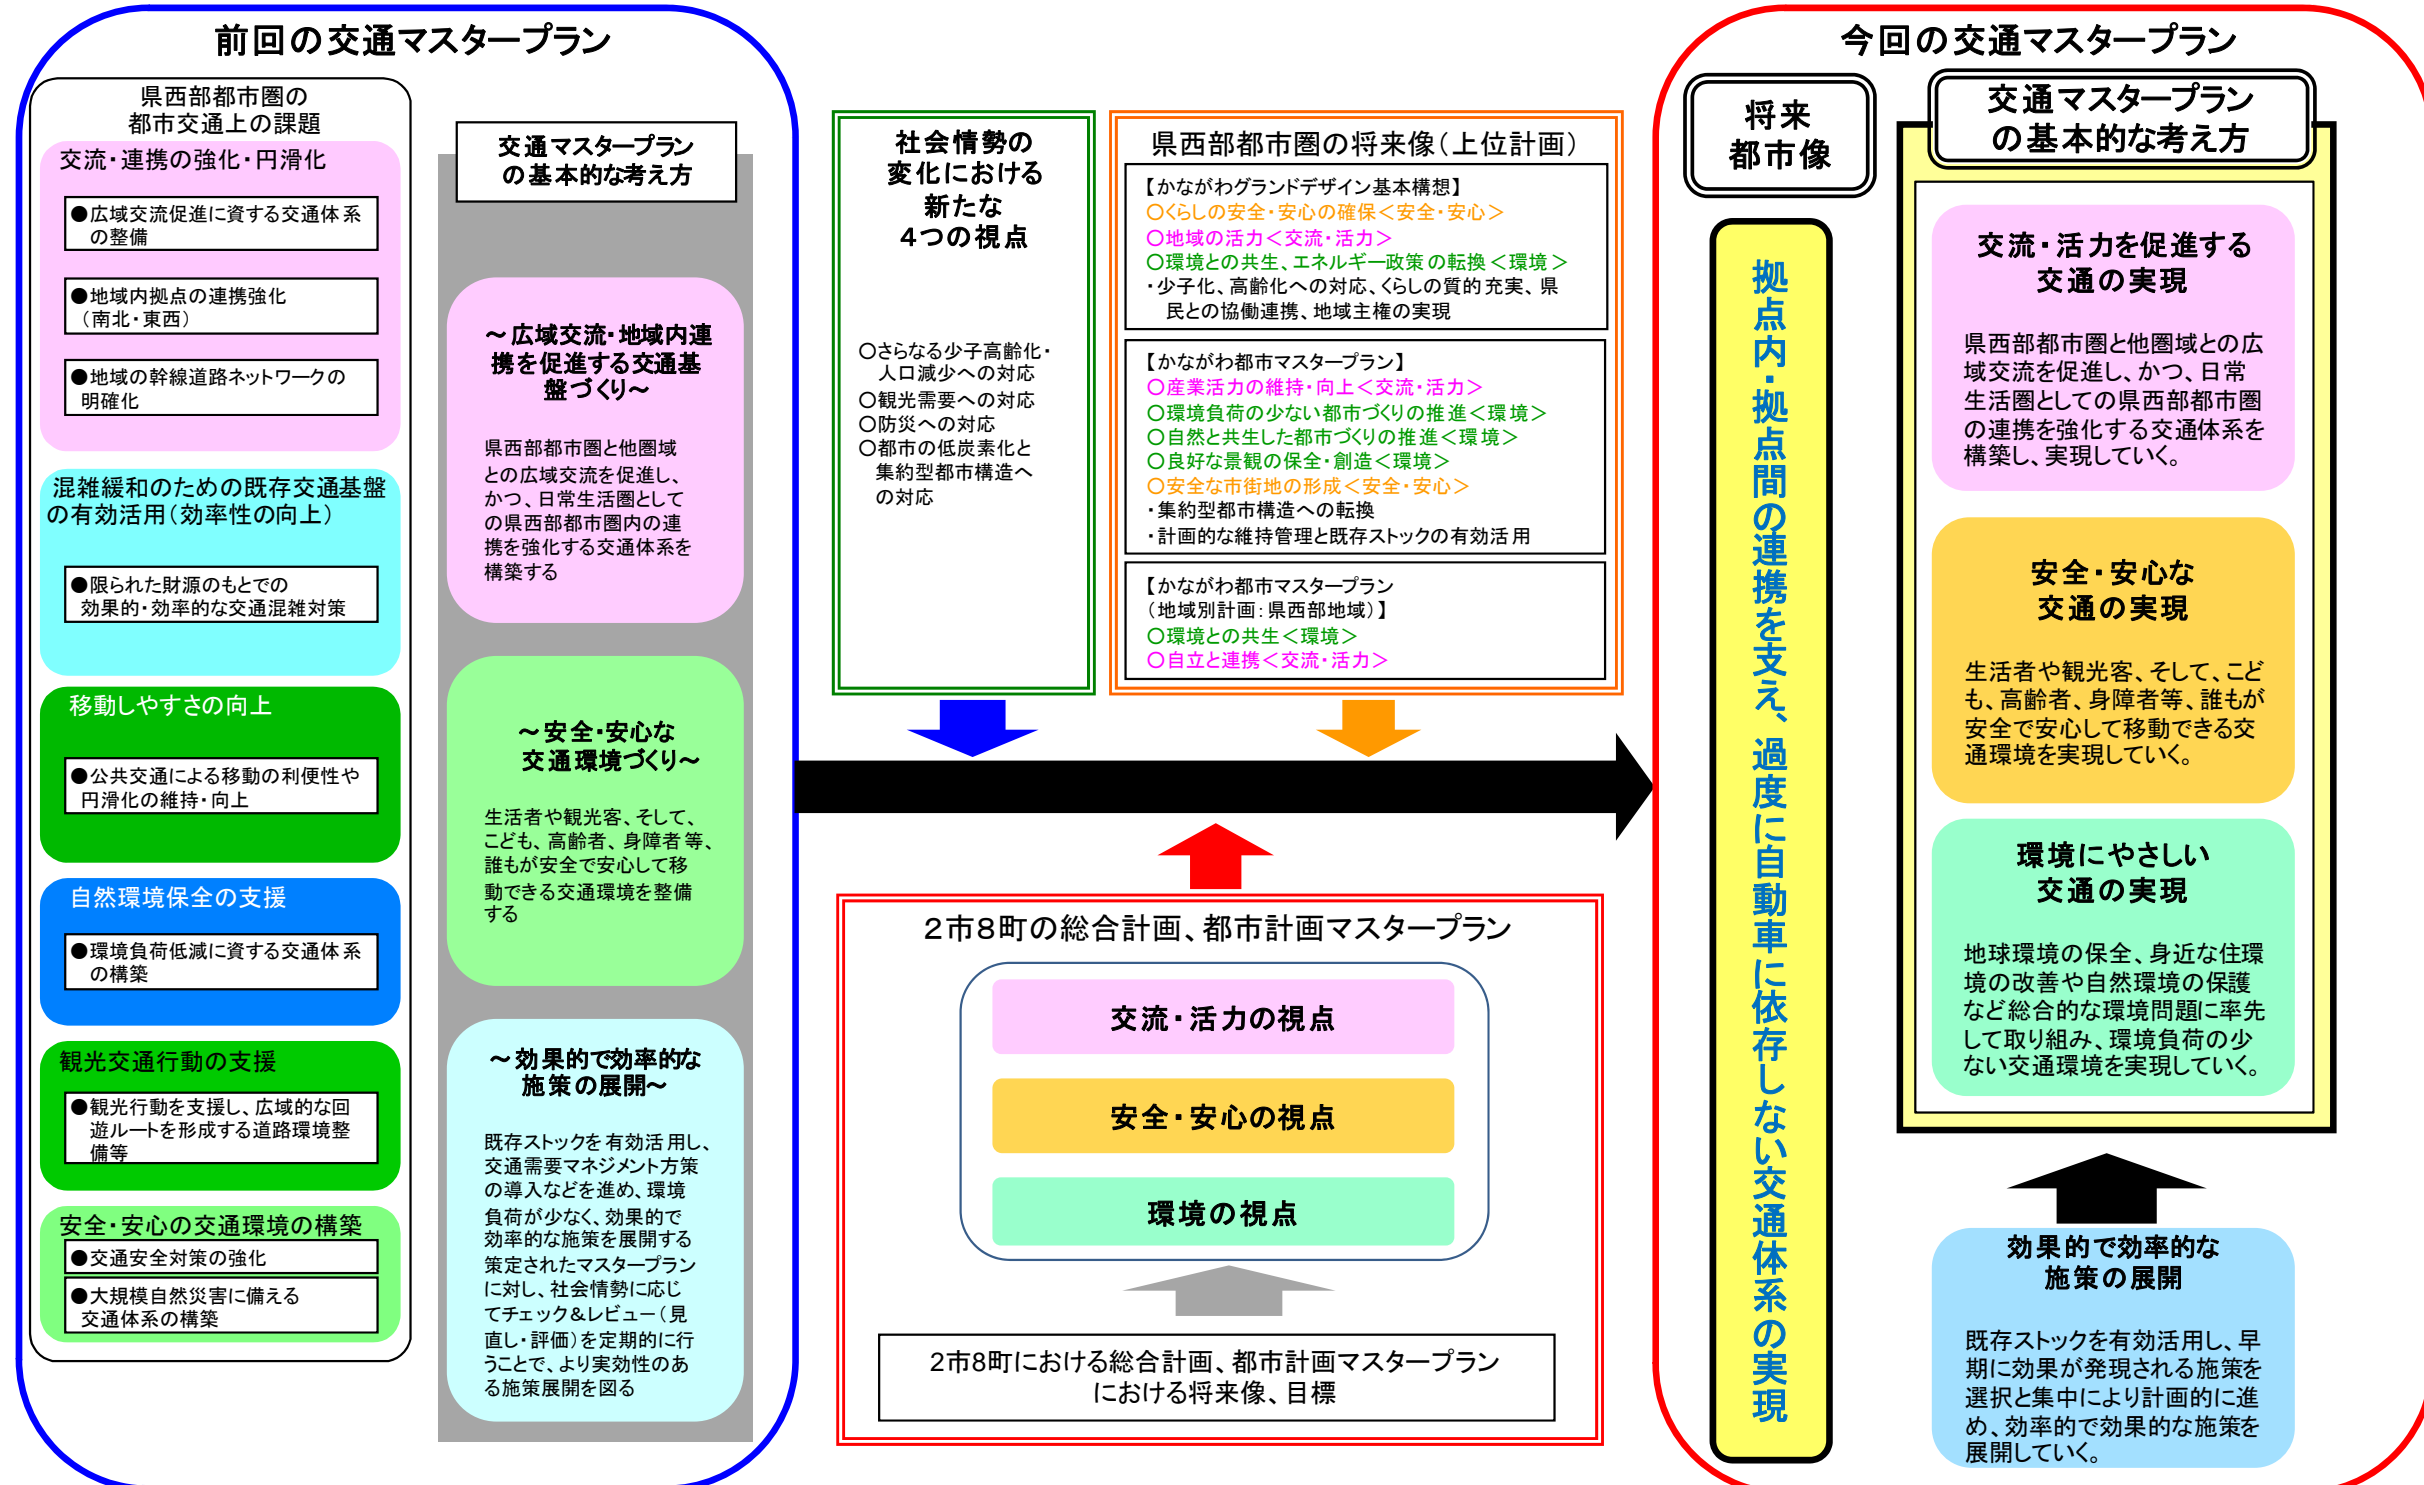 前回の交通マスタープラン
県西部都市圏の
都市交通上の課題
交流・連携の強化・円滑化
●広域交流促進に資する交通体系
の整備
●地域内拠点の連携強化
（南北・東西）
●地域の幹線道路ネットワークの
明確化
混雑緩和のための既存交通基盤
の有効活用（効率性の向上）
●限られた財源のもとでの
効果的・効率的な交通混雑対策
移動しやすさの向上
●公共交通による移動の利便性や
円滑化の維持・向上
自然環境保全の支援
●環境負荷低減に資する交通体系
の構築
観光交通行動の支援
●観光行動を支援し、広域的な回
遊ルートを形成する道路環境整
備等
安全・安心の交通環境の構築
●交通安全対策の強化
●大規模自然災害に備える
交通体系の構築
交通マスタープラン
の基本的な考え方
～広域交流・地域内連
携を促進する交通基
盤づくり～
県西部都市圏と他圏域
との広域交流を促進し、
かつ、日常生活圏として
の県西部都市圏内の連
携を強化する交通体系を
構築する
～安全・安心な
交通環境づくり～
生活者や観光客、そして、
こども、高齢者、身障者等、
誰もが安全で安心して移
動できる交通環境を整備
する
～効果的で効率的な
施策の展開～
既存ストックを有効活用し、
交通需要マネジメント方策
の導入などを進め、環境
負荷が少なく、効果的で
効率的な施策を展開する
策定されたマスタープラン
に対し、社会情勢に応じ
てチェック＆レビュー（見
直し・評価）を定期的に行
うことで、より実効性のあ
る施策展開を図る
社会情勢の
変化における
新たな
４つの視点
○さらなる少子高齢化・
人口減少への対応
○観光需要への対応
○防災への対応
○都市の低炭素化と
集約型都市構造へ
の対応
県西部都市圏の将来像（上位計画）
【かながわグランドデザイン基本構想】
○くらしの安全・安心の確保＜安全・安心＞
○地域の活力＜交流・活力＞
○環境との共生、エネルギー政策の転換＜環境＞
・少子化、高齢化への対応、くらしの質的充実、県
民との協働連携、地域主権の実現
【かながわ都市マスタープラン】
○産業活力の維持・向上＜交流・活力＞
○環境負荷の少ない都市づくりの推進＜環境＞
○自然と共生した都市づくりの推進＜環境＞
○良好な景観の保全・創造＜環境＞
○安全な市街地の形成＜安全・安心＞
・集約型都市構造への転換
・計画的な維持管理と既存ストックの有効活用
【かながわ都市マスタープラン
（地域別計画：県西部地域）】
○環境との共生＜環境＞
○自立と連携＜交流・活力＞
２市８町の総合計画、都市計画マスタープラン
交流・活力の視点
安全・安心の視点
環境の視点
２市８町における総合計画、都市計画マスタープラン
における将来像、目標
今回の交通マスタープラン
将来
都市像
拠点内・拠点間の連携を支え、過度に自動車に依存しない交通体系の実現
交通マスタープラン
の基本的な考え方
交流・活力を促進する
交通の実現
県西部都市圏と他圏域との広
域交流を促進し、かつ、日常
生活圏としての県西部都市圏
の連携を強化する交通体系を
構築し、実現していく。
安全・安心な
交通の実現
生活者や観光客、そして、こど
も、高齢者、身障者等、誰もが
安全で安心して移動できる交
通環境を実現していく。
環境にやさしい
交通の実現
地球環境の保全、身近な住環
境の改善や自然環境の保護
など総合的な環境問題に率先
して取り組み、環境負荷の少
ない交通環境を実現していく。
効果的で効率的な
施策の展開
既存ストックを有効活用し、早
期に効果が発現される施策を
選択と集中により計画的に進
め、効率的で効果的な施策を
展開していく。